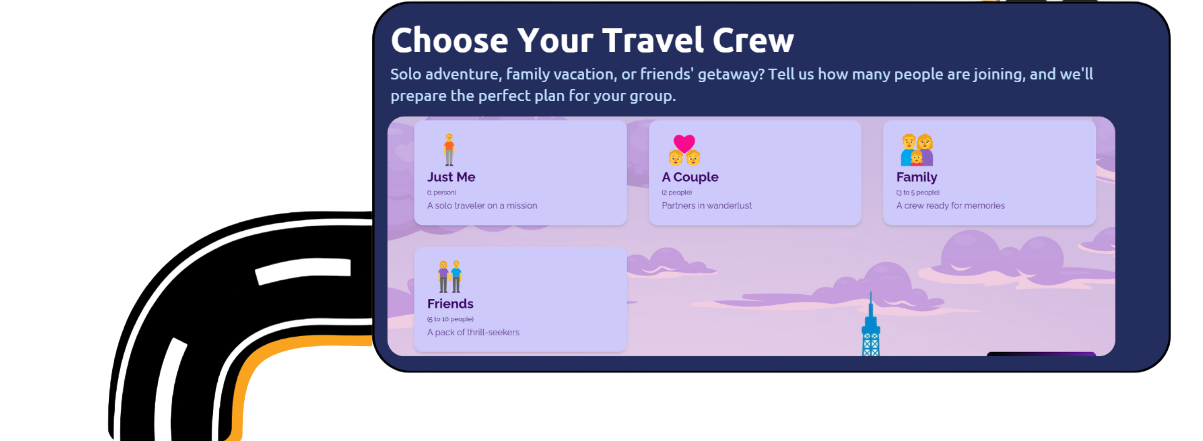 Choose Your Travel Crew
Solo adventure, family vacation, or friends' getaway? Tell us how many people are joining, and we'll
prepare the perfect plan for your group.
Just Me
(1 person)
A solo traveler on a mission
A Couple
(2 people)
Partners in wanderlust
Family
(3 to 5 people)
A crew ready for memories
Friends
(5 to 10 people)
A pack of thrill-seekers